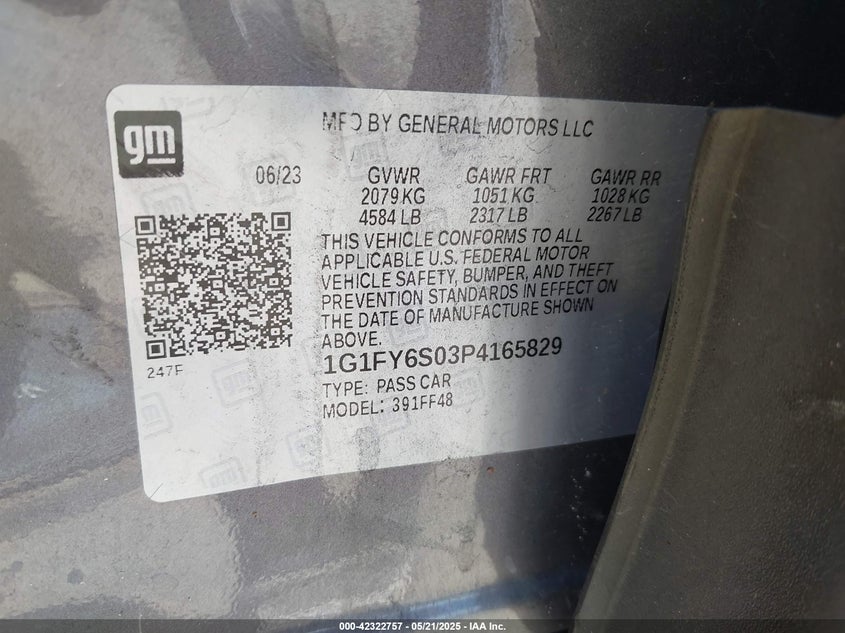 gm
MFD BY GENERAL MOTORS LLC
06/23 GVWR GAWR FRT GAWR RR
2079 KG 1051 KG 1028 KG
4584 LB 2317 LB 2267 LB
THIS VEHICLE CONFORMS TO ALL
APPLICABLE U.S. FEDERAL MOTOR
VEHICLE SAFETY, BUMPER, AND THEFT
PREVENTION STANDARDS IN EFFECT ON
THE DATE OF MANUFACTURE SHOWN
ABOVE.
247F
1G1FY6S03P4165829
TYPE: PASS CAR
MODEL: 391FF48
000-42322757 - 05/21/2025 - IAA Inc.